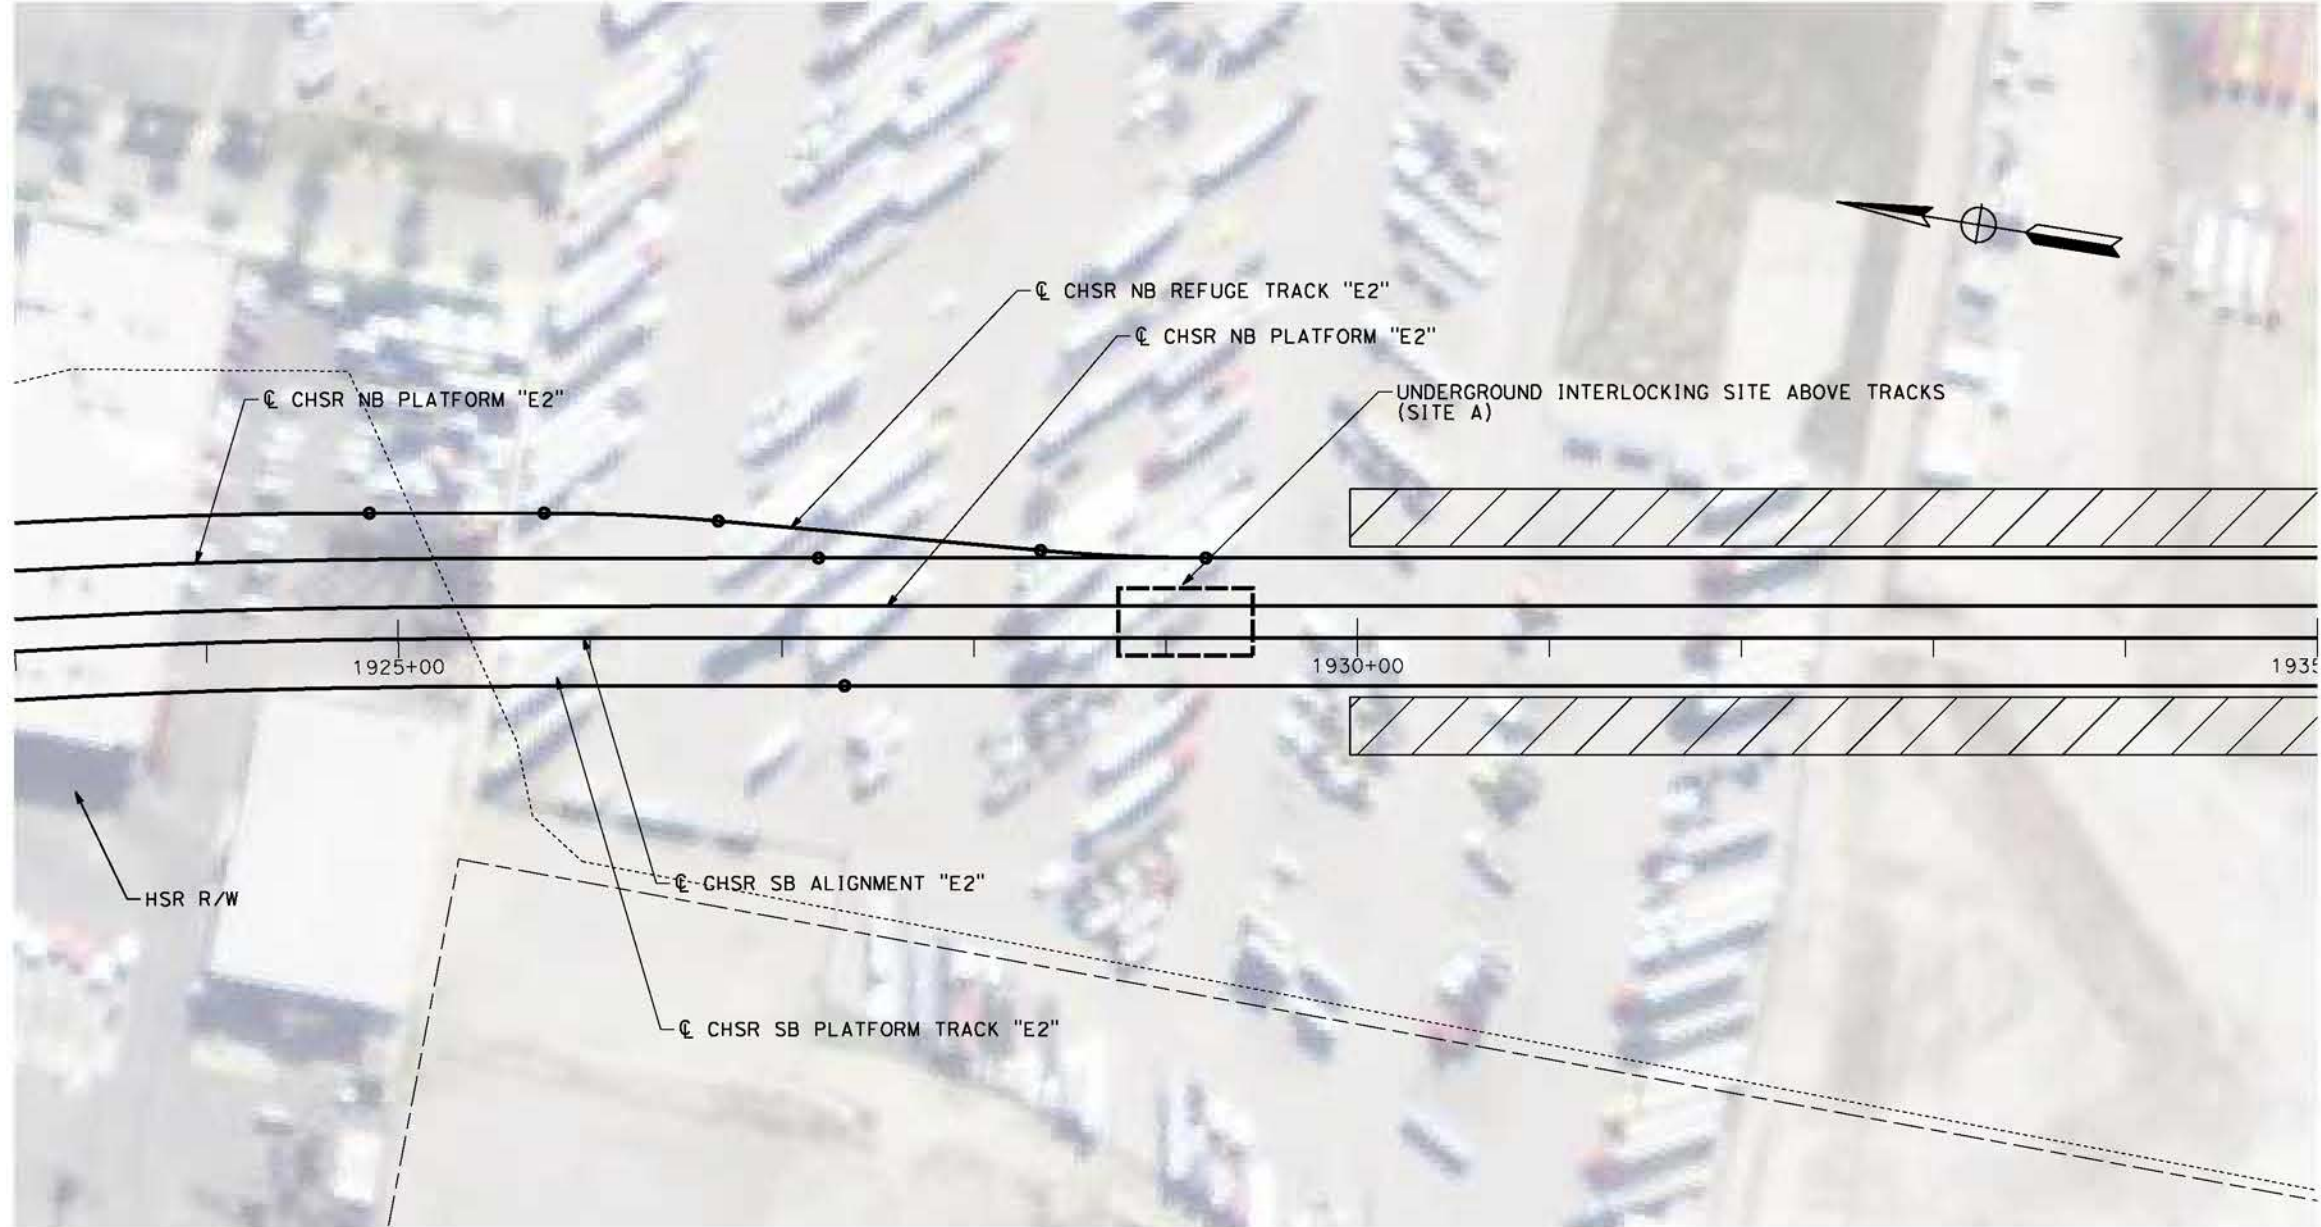 ℄ CHSR NB REFUGE TRACK "E2"
℄ CHSR NB PLATFORM "E2"
℄ CHSR NB PLATFORM "E2"
UNDERGROUND INTERLOCKING SITE ABOVE TRACKS
(SITE A)
1925+00
1930+00
1935
℄ CHSR SB ALIGNMENT "E2"
HSR R/W
℄ CHSR SB PLATFORM TRACK "E2"